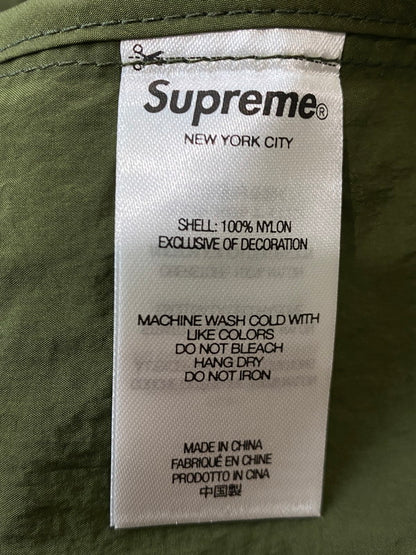 Supreme®
NEW YORK CITY
SHELL: 100% NYLON
EXCLUSIVE OF DECORATION
MACHINE WASH COLD WITH
LIKE COLORS
DO NOT BLEACH
HANG DRY
DO NOT IRON
MADE IN CHINA
FABRIQUÉ EN CHINE
PRODOTTO IN CINA
中国製